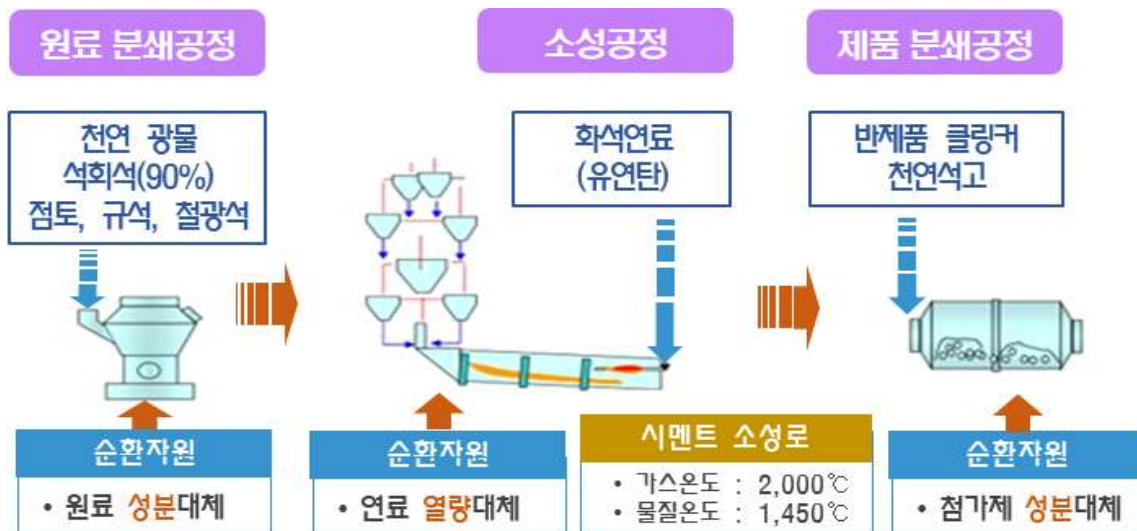 원료 분쇄공정
소성공정
제품 분쇄공정
천연 광물
석회석(90%)
점토, 규석, 철광석
화석연료
(유연탄)
반제품 클링커
천연석고
순환자원
• 원료 성분대체
순환자원
• 연료 열량대체
시멘트 소성로
• 가스온도 : 2,000℃
• 물질온도 : 1,450℃
순환자원
• 첨가제 성분대체